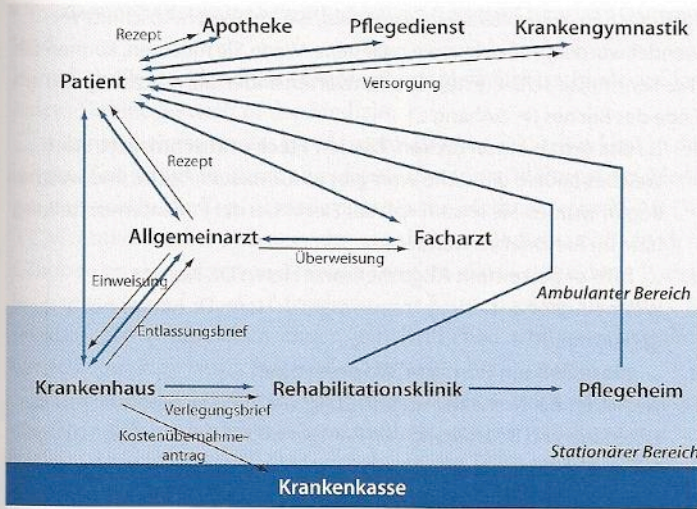 Rezept
Apotheke
Pflegedienst
Krankengymnastik
Patient
Versorgung
Rezept
Allgemeinarzt
Facharzt
Überweisung
Einweisung
Ambulanter Bereich
Entlassungsbrief
Krankenhaus
Rehabilitationsklinik
Pflegeheim
Verlegungsbrief
Kostenübernahme-
antrag
Stationärer Bereich
Krankenkasse